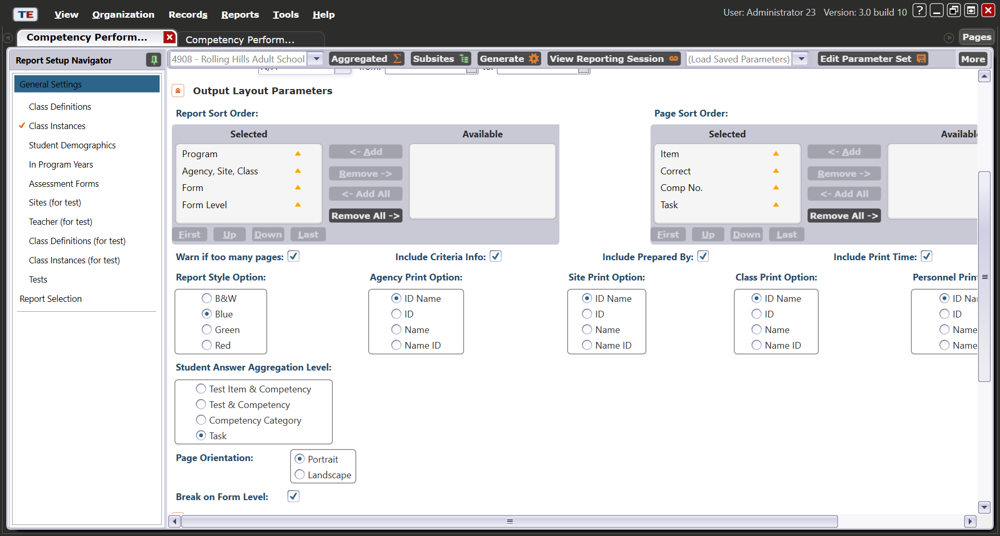 TE View Organization Records Reports Tools Help User: Administrator 23 Version: 3.0 build 10 ?
Competency Perform... Competency Perform... Pages
Report Setup Navigator 4908 - Rolling Hills Adult School Aggregated Subsites Generate View Reporting Session (Load Saved Parameters) Edit Parameter Set More
General Settings
Class Definitions
Class Instances
Student Demographics
In Program Years
Assessment Forms
Sites (for test)
Teacher (for test)
Class Definitions (for test)
Class Instances (for test)
Tests
Report Selection
Output Layout Parameters
Report Sort Order: Page Sort Order:
Selected Available Selected Available
Program <- Add Item <- Add
Agency, Site, Class Remove -> Correct Remove ->
Form <- Add All Comp No. <- Add All
Form Level Remove All -> Task Remove All ->
First Up Down Last First Up Down Last
Warn if too many pages: Include Criteria Info: Include Prepared By: Include Print Time:
Report Style Option: Agency Print Option: Site Print Option: Class Print Option: Personnel Prin
B&W ID Name ID Name ID Name ID Na
Blue ID ID ID ID
Green Name Name Name Name
Red Name ID Name ID Name ID Name
Student Answer Aggregation Level:
Test Item & Competency
Test & Competency
Competency Category
Task
Page Orientation: Portrait
Landscape
Break on Form Level: